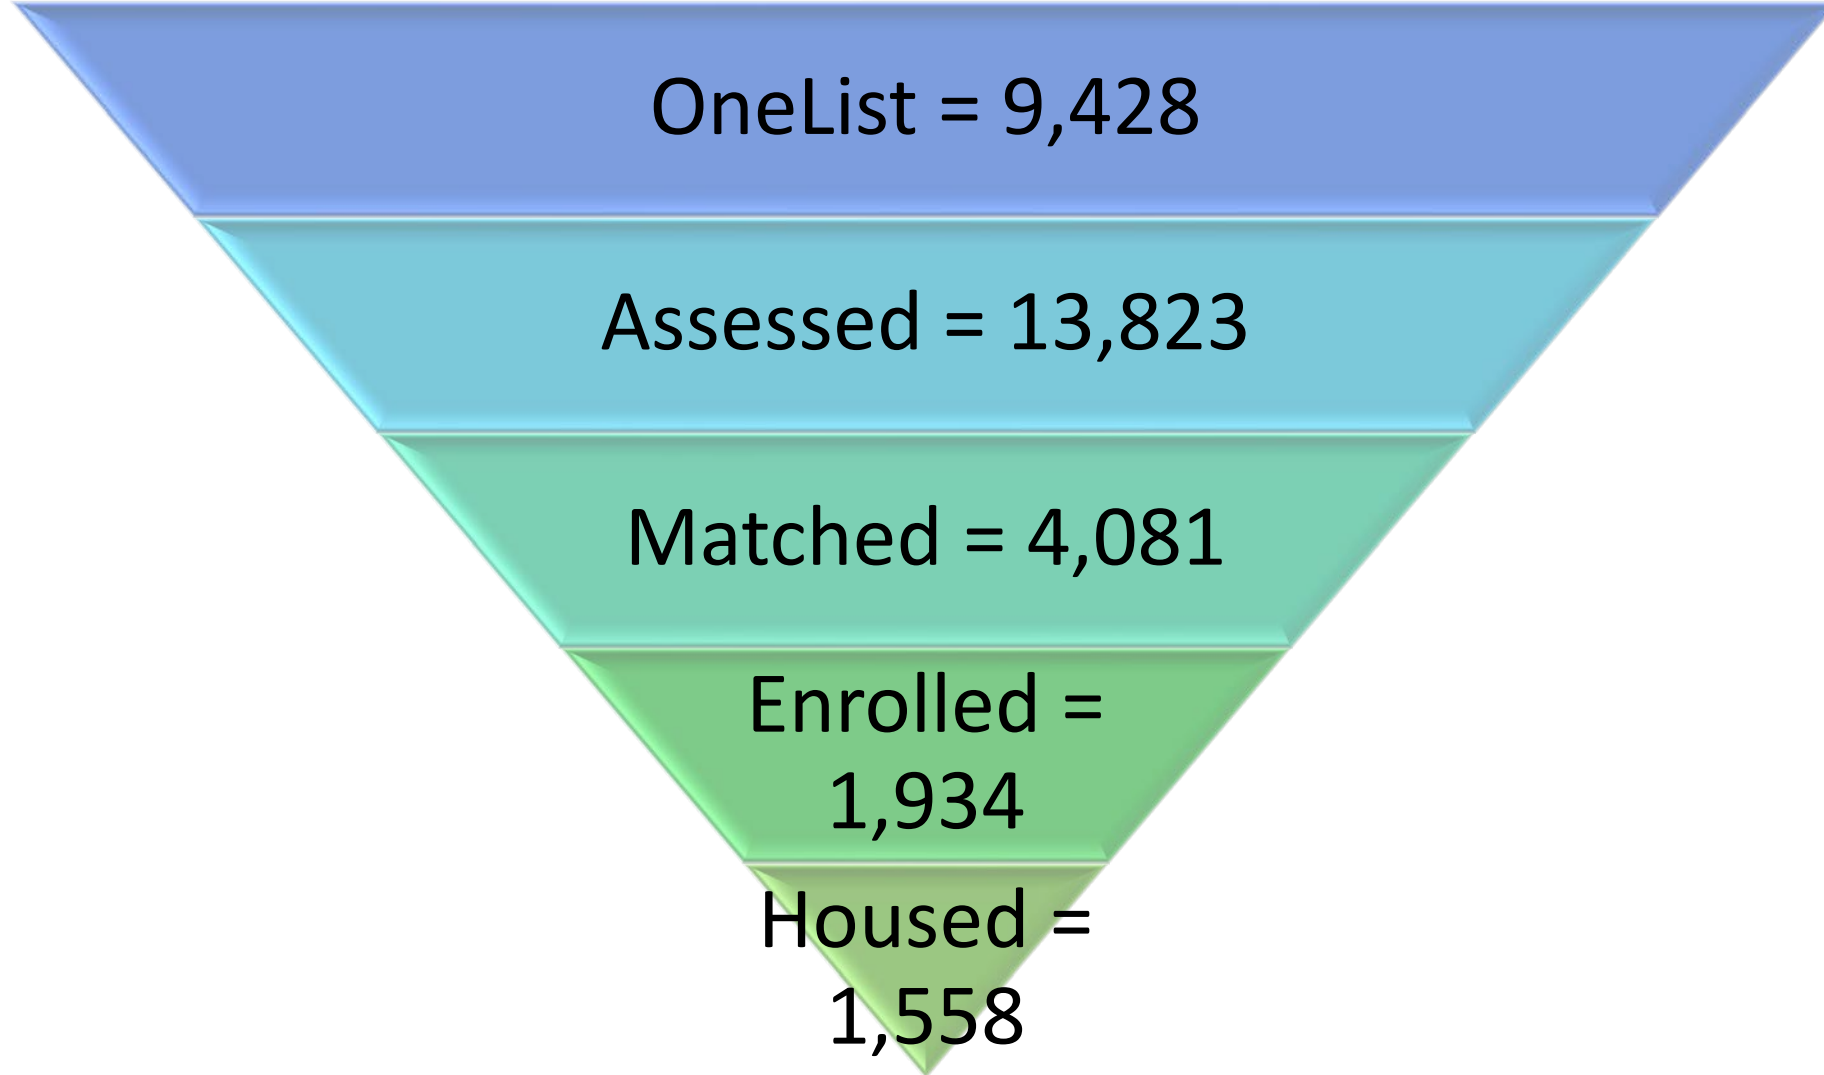 OneList = 9,428
Assessed = 13,823
Matched = 4,081
Enrolled =
1,934
Housed =
1,558